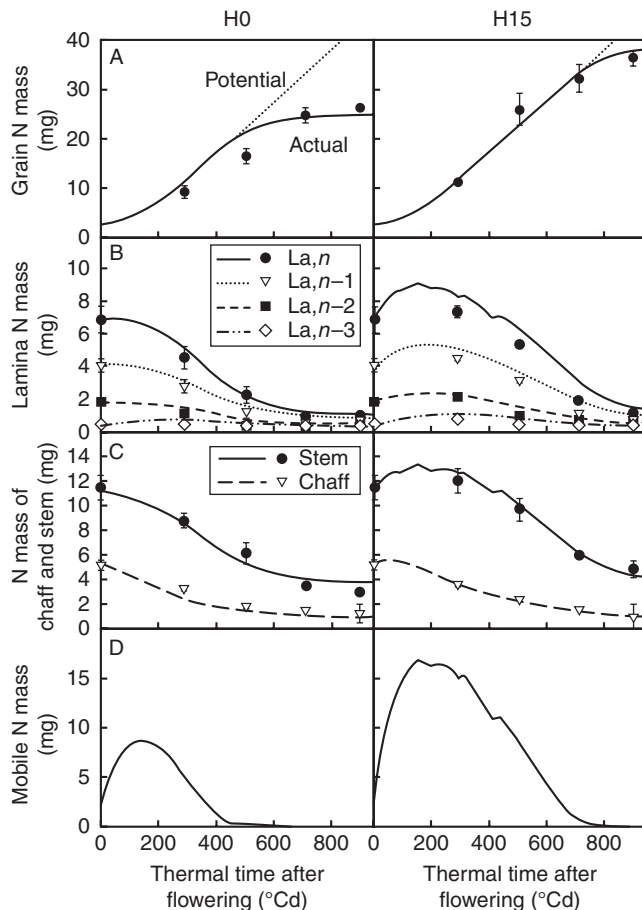 H0
H15
A
Grain N mass
(mg)
40
30
20
10
0
Potential
Actual
B
Lamina N mass
(mg)
10
8
6
4
2
0
La,n
La,n–1
La,n–2
La,n–3
C
N mass of
chaff and stem (mg)
14
12
10
8
6
4
2
0
Stem
Chaff
D
Mobile N mass
(mg)
15
10
5
0
0 200 400 600 800
0 200 400 600 800
Thermal time after
flowering (°Cd)
Thermal time after
flowering (°Cd)